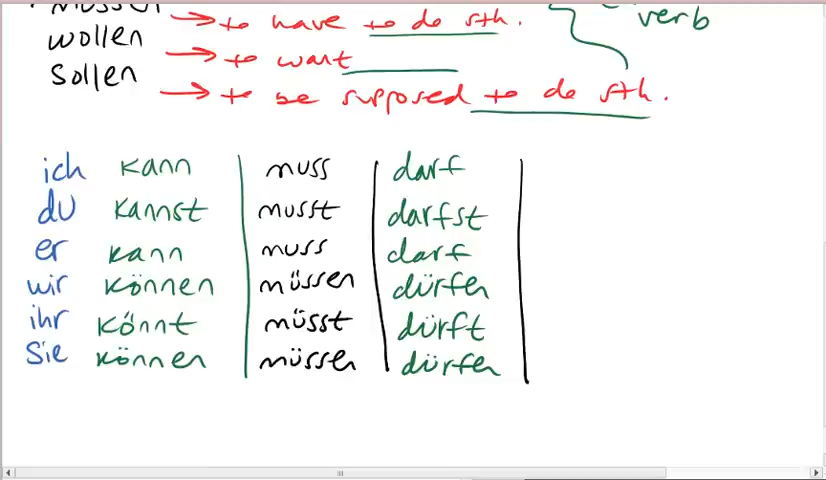 müssen → to have to do sth.
verb
wollen → to want
sollen → to be supposed to do sth.
ich kann muss darf
du kannst musst darfst
er kann muss darf
wir können müssen dürfen
ihr könnt müsst dürft
Sie können müssen dürfen